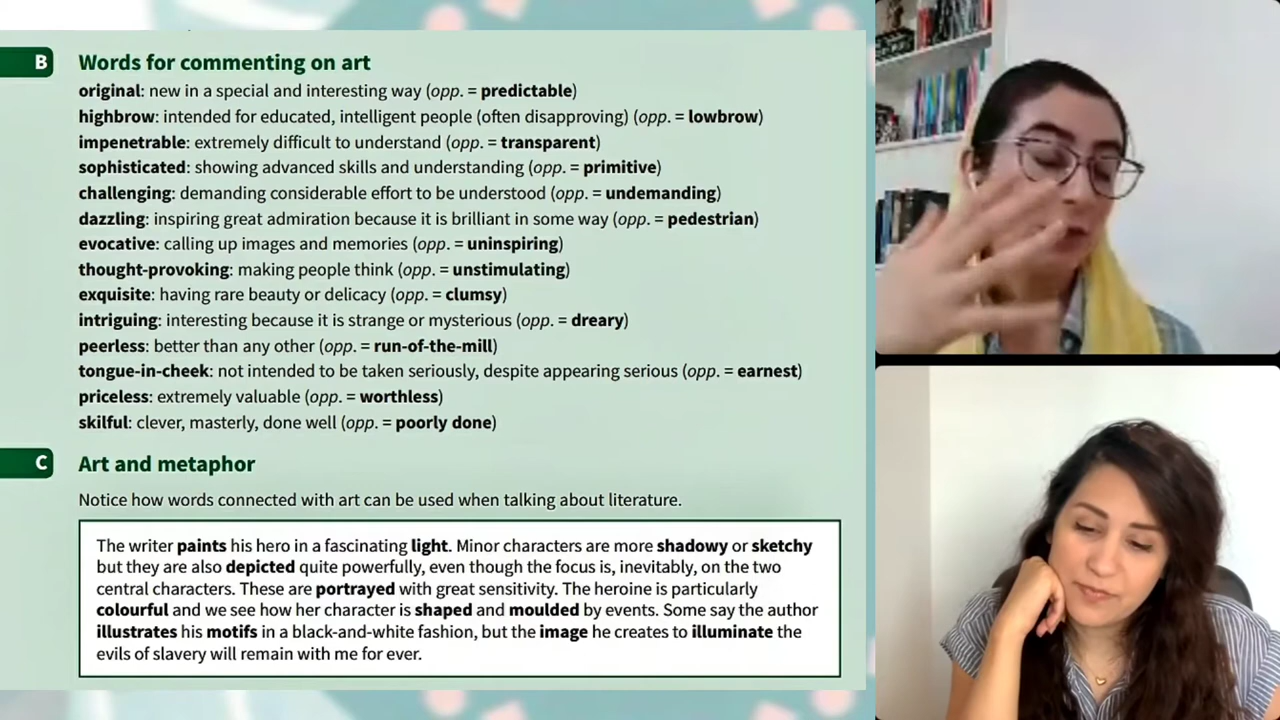 B
Words for commenting on art
original: new in a special and interesting way (opp. = predictable)
highbrow: intended for educated, intelligent people (often disapproving) (opp. = lowbrow)
impenetrable: extremely difficult to understand (opp. = transparent)
sophisticated: showing advanced skills and understanding (opp. = primitive)
challenging: demanding considerable effort to be understood (opp. = undemanding)
dazzling: inspiring great admiration because it is brilliant in some way (opp. = pedestrian)
evocative: calling up images and memories (opp. = uninspiring)
thought-provoking: making people think (opp. = unstimulating)
exquisite: having rare beauty or delicacy (opp. = clumsy)
intriguing: interesting because it is strange or mysterious (opp. = dreary)
peerless: better than any other (opp. = run-of-the-mill)
tongue-in-cheek: not intended to be taken seriously, despite appearing serious (opp. = earnest)
priceless: extremely valuable (opp. = worthless)
skilful: clever, masterly, done well (opp. = poorly done)
C
Art and metaphor
Notice how words connected with art can be used when talking about literature.
The writer paints his hero in a fascinating light. Minor characters are more shadowy or sketchy
but they are also depicted quite powerfully, even though the focus is, inevitably, on the two
central characters. These are portrayed with great sensitivity. The heroine is particularly
colourful and we see how her character is shaped and moulded by events. Some say the author
illustrates his motifs in a black-and-white fashion, but the image he creates to illuminate the
evils of slavery will remain with me for ever.